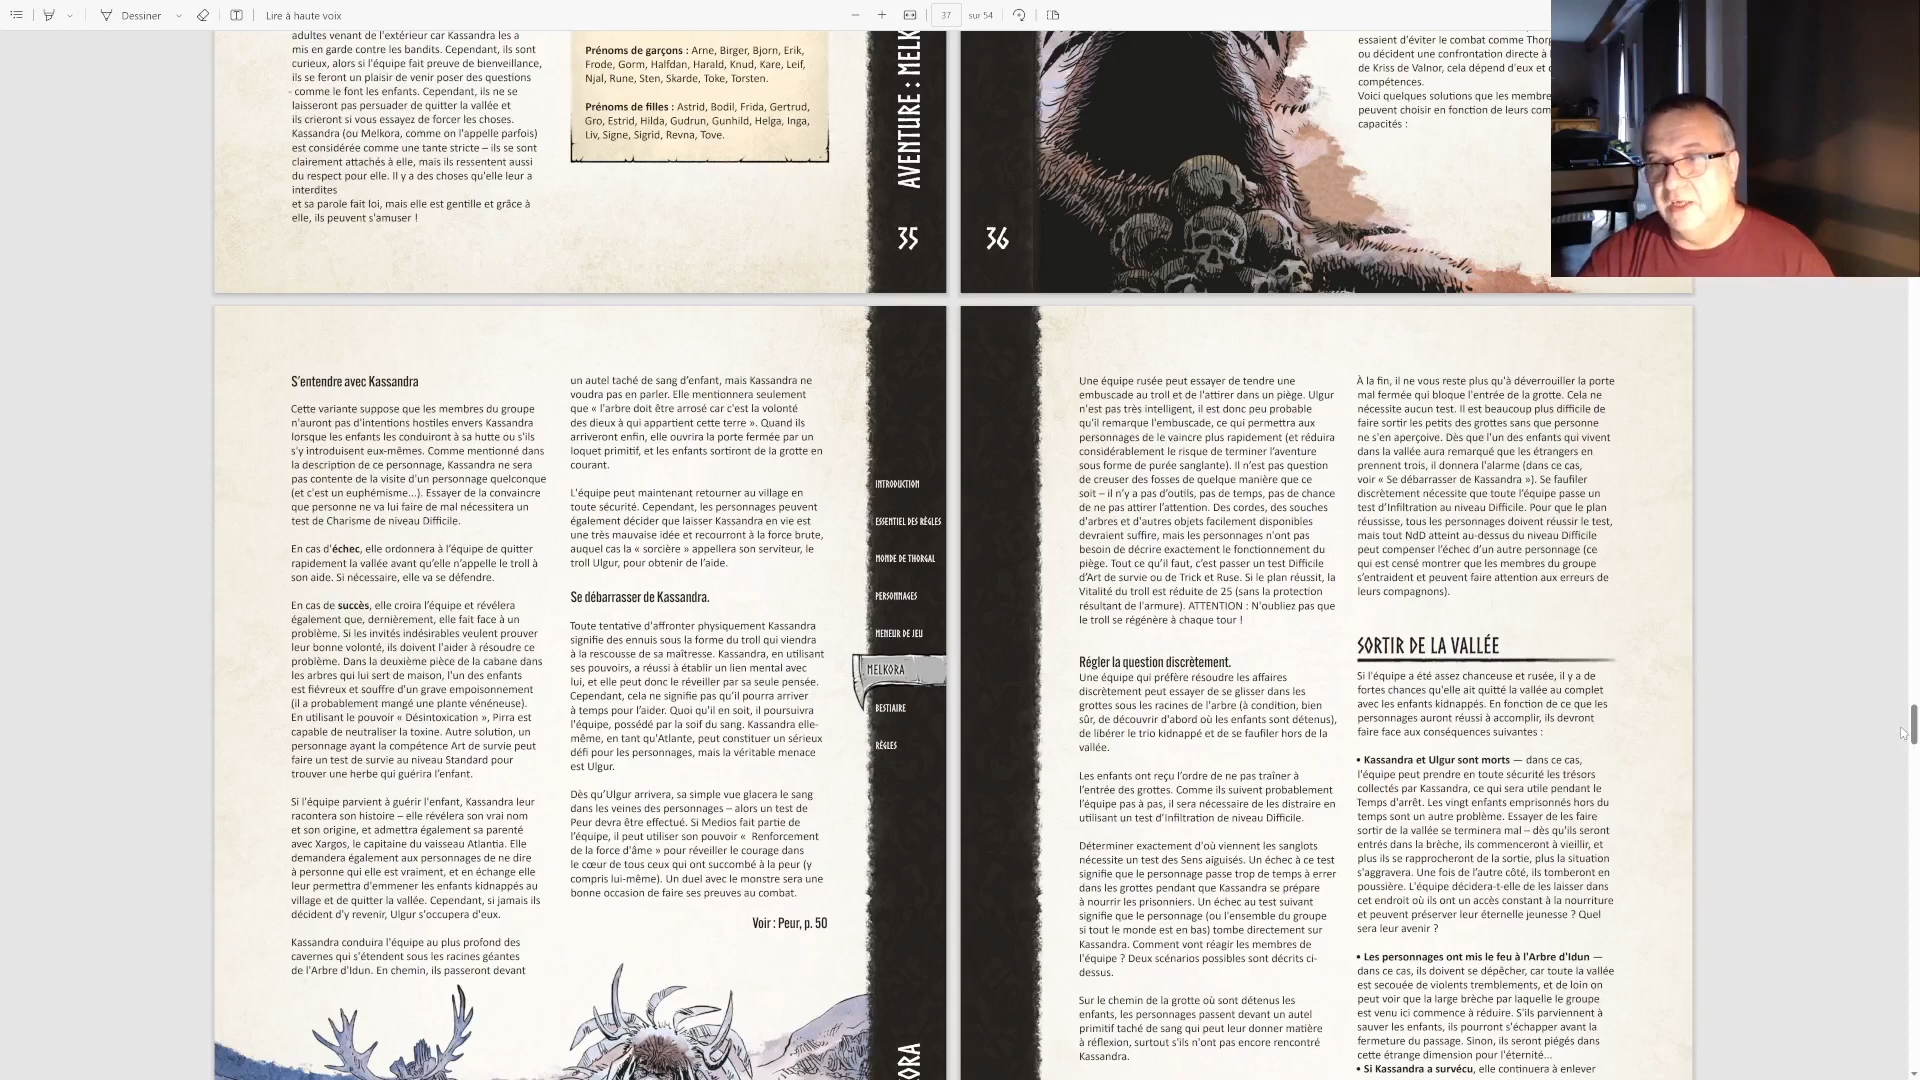 Dessiner
Lire à haute voix
37
sur 54
adultes venant de l'extérieur car Kassandra les a
mis en garde contre les bandits. Cependant, ils sont
curieux, alors si l'équipe fait preuve de bienveillance,
ils se feront un plaisir de venir poser des questions
- comme le font les enfants. Cependant, ils ne se
laisseront pas persuader de quitter la vallée et
ils crieront si vous essayez de forcer les choses.
Kassandra (ou Melkora, comme on l'appelle parfois)
est considérée comme une tante stricte – ils se sont
clairement attachés à elle, mais ils ressentent aussi
du respect pour elle. Il y a des choses qu'elle leur a
interdites
et sa parole fait loi, mais elle est gentille et grâce à
elle, ils peuvent s'amuser !
Prénoms de garçons : Arne, Birger, Bjorn, Erik,
Frode, Gorm, Halfdan, Harald, Knud, Kare, Leif,
Njal, Rune, Sten, Skarde, Toke, Torsten.
Prénoms de filles : Astrid, Bodil, Frida, Gertrud,
Gro, Estrid, Hilda, Gudrun, Gunhild, Helga, Inga,
Liv, Signe, Sigrid, Revna, Tove.
AVENTURE : MELK
35
36
essaient d'éviter le combat comme Thorg
ou décident une confrontation directe à l
de Kriss de Valnor, cela dépend d'eux et d
compétences.
Voici quelques solutions que les membre
peuvent choisir en fonction de leurs com
capacités :
S'entendre avec Kassandra
Cette variante suppose que les membres du groupe
n'auront pas d'intentions hostiles envers Kassandra
lorsque les enfants les conduiront à sa hutte ou s'ils
s'y introduisent eux-mêmes. Comme mentionné dans
la description de ce personnage, Kassandra ne sera
pas contente de la visite d'un personnage quelconque
(et c'est un euphémisme...). Essayer de la convaincre
que personne ne va lui faire de mal nécessitera un
test de Charisme de niveau Difficile.
En cas d'échec, elle ordonnera à l'équipe de quitter
rapidement la vallée avant qu'elle n'appelle le troll à
son aide. Si nécessaire, elle va se défendre.
En cas de succès, elle croira l'équipe et révélera
également que, dernièrement, elle fait face à un
problème. Si les invités indésirables veulent prouver
leur bonne volonté, ils doivent l'aider à résoudre ce
problème. Dans la deuxième pièce de la cabane dans
les arbres qui lui sert de maison, l'un des enfants
est fiévreux et souffre d'un grave empoisonnement
(il a probablement mangé une plante vénéneuse).
En utilisant le pouvoir « Désintoxication », Pirra est
capable de neutraliser la toxine. Autre solution, un
personnage ayant la compétence Art de survie peut
faire un test de survie au niveau Standard pour
trouver une herbe qui guérira l'enfant.
Si l'équipe parvient à guérir l'enfant, Kassandra leur
racontera son histoire – elle révélera son vrai nom
et son origine, et admettra également sa parenté
avec Xargos, le capitaine du vaisseau Atlantia. Elle
demandera également aux personnages de ne dire
à personne qui elle est vraiment, et en échange elle
leur permettra d'emmener les enfants kidnappés au
village et de quitter la vallée. Cependant, si jamais ils
décident d'y revenir, Ulgur s'occupera d'eux.
Kassandra conduira l'équipe au plus profond des
cavernes qui s'étendent sous les racines géantes
de l'Arbre d'Idun. En chemin, ils passeront devant
un autel taché de sang d'enfant, mais Kassandra ne
voudra pas en parler. Elle mentionnera seulement
que « l'arbre doit être arrosé car c'est la volonté
des dieux à qui appartient cette terre ». Quand ils
arriveront enfin, elle ouvrira la porte fermée par un
loquet primitif, et les enfants sortiront de la grotte en
courant.
L'équipe peut maintenant retourner au village en
toute sécurité. Cependant, les personnages peuvent
également décider que laisser Kassandra en vie est
une très mauvaise idée et recourront à la force brute,
auquel cas la « sorcière » appellera son serviteur, le
troll Ulgur, pour obtenir de l'aide.
Se débarrasser de Kassandra.
Toute tentative d'affronter physiquement Kassandra
signifie des ennuis sous la forme du troll qui viendra
à la rescousse de sa maîtresse. Kassandra, en utilisant
ses pouvoirs, a réussi à établir un lien mental avec
lui, et elle peut donc le réveiller par sa seule pensée.
Cependant, cela ne signifie pas qu'il pourra arriver
à temps pour l'aider. Quoi qu'il en soit, il poursuivra
l'équipe, possédé par la soif du sang. Kassandra elle-
même, en tant qu'Atlante, peut constituer un sérieux
défi pour les personnages, mais la véritable menace
est Ulgur.
Dès qu'Ulgur arrivera, sa simple vue glacera le sang
dans les veines des personnages – alors un test de
Peur devra être effectué. Si Medios fait partie de
l'équipe, il peut utiliser son pouvoir «  Renforcement
de la force d'âme » pour réveiller le courage dans
le cœur de tous ceux qui ont succombé à la peur (y
compris lui-même). Un duel avec le monstre sera une
bonne occasion de faire ses preuves au combat.
Voir : Peur, p. 50
INTRODUCTION
ESSENTIEL DES RÈGLES
MONDE DE THORGAL
PERSONNAGES
MENEUR DE JEU
MELKORA
BESTIAIRE
RÈGLES
ORA
Une équipe rusée peut essayer de tendre une
embuscade au troll et de l'attirer dans un piège. Ulgur
n'est pas très intelligent, il est donc peu probable
qu'il remarque l'embuscade, ce qui permettra aux
personnages de le vaincre plus rapidement (et réduira
considérablement le risque de terminer l'aventure
sous forme de purée sanglante). Il n'est pas question
de creuser des fosses de quelque manière que ce
soit – il n'y a pas d'outils, pas de temps, pas de chance
de ne pas attirer l'attention. Des cordes, des souches
d'arbres et d'autres objets facilement disponibles
devraient suffire, mais les personnages n'ont pas
besoin de décrire exactement le fonctionnement du
piège. Tout ce qu'il faut, c'est passer un test Difficile
d'Art de survie ou de Trick et Ruse. Si le plan réussit, la
Vitalité du troll est réduite de 25 (sans la protection
résultant de l'armure). ATTENTION : N'oubliez pas que
le troll se régénère à chaque tour !
Régler la question discrètement.
Une équipe qui préfère résoudre les affaires
discrètement peut essayer de se glisser dans les
grottes sous les racines de l'arbre (à condition, bien
sûr, de découvrir d'abord où les enfants sont détenus),
de libérer le trio kidnappé et de se faufiler hors de la
vallée.
Les enfants ont reçu l'ordre de ne pas traîner à
l'entrée des grottes. Comme ils suivent probablement
l'équipe pas à pas, il sera nécessaire de les distraire en
utilisant un test d'Infiltration de niveau Difficile.
Déterminer exactement d'où viennent les sanglots
nécessite un test des Sens aiguisés. Un échec à ce test
signifie que le personnage passe trop de temps à errer
dans les grottes pendant que Kassandra se prépare
à nourrir les prisonniers. Un échec au test suivant
signifie que le personnage (ou l'ensemble du groupe
si tout le monde est en bas) tombe directement sur
Kassandra. Comment vont réagir les membres de
l'équipe ? Deux scénarios possibles sont décrits ci-
dessus.
Sur le chemin de la grotte où sont détenus les
enfants, les personnages passent devant un autel
primitif taché de sang qui peut leur donner matière
à réflexion, surtout s'ils n'ont pas encore rencontré
Kassandra.
À la fin, il ne vous reste plus qu'à déverrouiller la porte
mal fermée qui bloque l'entrée de la grotte. Cela ne
nécessite aucun test. Il est beaucoup plus difficile de
faire sortir les petits des grottes sans que personne
ne s'en aperçoive. Dès que l'un des enfants qui vivent
dans la vallée aura remarqué que les étrangers en
prennent trois, il donnera l'alarme (dans ce cas,
voir « Se débarrasser de Kassandra »). Se faufiler
discrètement nécessite que toute l'équipe passe un
test d'Infiltration au niveau Difficile. Pour que le plan
réussisse, tous les personnages doivent réussir le test,
mais tout NdD atteint au-dessus du niveau Difficile
peut compenser l'échec d'un autre personnage (ce
qui est censé montrer que les membres du groupe
s'entraident et peuvent faire attention aux erreurs de
leurs compagnons).
SORTIR DE LA VALLÉE
Si l'équipe a été assez chanceuse et rusée, il y a de
fortes chances qu'elle ait quitté la vallée au complet
avec les enfants kidnappés. En fonction de ce que les
personnages auront réussi à accomplir, ils devront
faire face aux conséquences suivantes :
• Kassandra et Ulgur sont morts — dans ce cas,
l'équipe peut prendre en toute sécurité les trésors
collectés par Kassandra, ce qui sera utile pendant le
Temps d'arrêt. Les vingt enfants emprisonnés hors du
temps sont un autre problème. Essayer de les faire
sortir de la vallée se terminera mal – dès qu'ils seront
entrés dans la brèche, ils commenceront à vieillir, et
plus ils se rapprocheront de la sortie, plus la situation
s'aggravera. Une fois de l'autre côté, ils tomberont en
poussière. L'équipe décidera-t-elle de les laisser dans
cet endroit où ils ont un accès constant à la nourriture
et peuvent préserver leur éternelle jeunesse ? Quel
sera leur avenir ?
• Les personnages ont mis le feu à l'Arbre d'Idun —
dans ce cas, ils doivent se dépêcher, car toute la vallée
est secouée de violents tremblements, et de loin on
peut voir que la large brèche par laquelle le groupe
est venu ici commence à réduire. S'ils parviennent à
sauver les enfants, ils pourront s'échapper avant la
fermeture du passage. Sinon, ils seront piégés dans
cette étrange dimension pour l'éternité...
• Si Kassandra a survécu, elle continuera à enlever